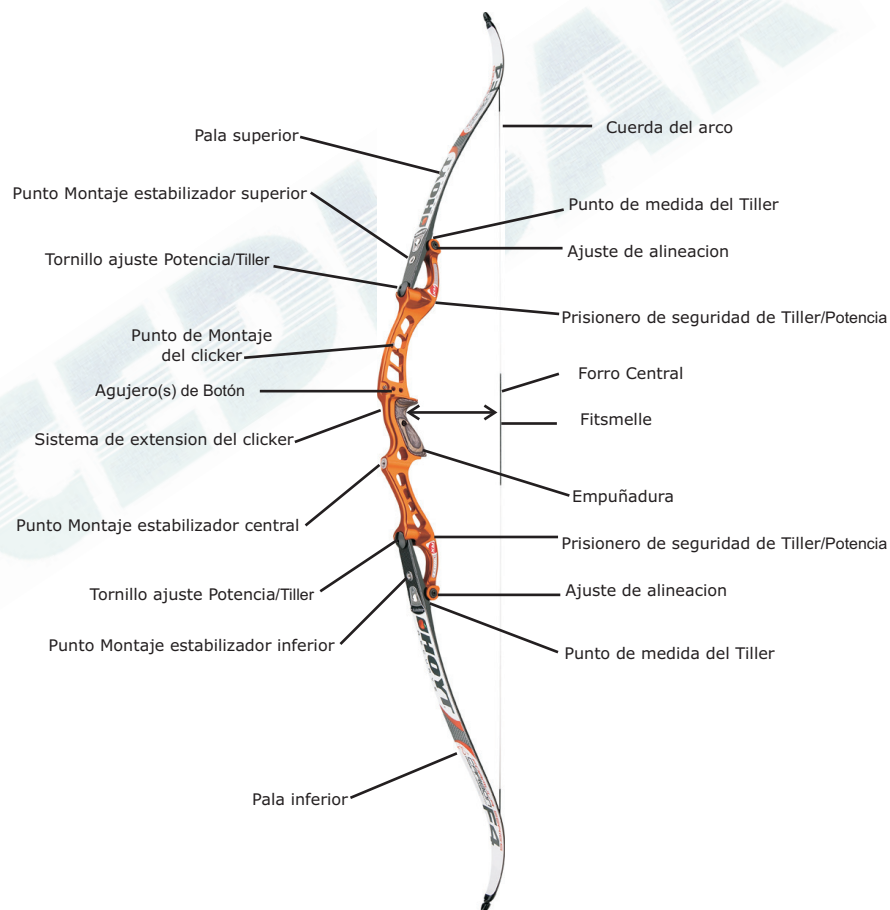 Pala superior
Cuerda del arco
Punto Montaje estabilizador superior
Punto de medida del Tiller
Tornillo ajuste Potencia/Tiller
Ajuste de alineacion
Prisionero de seguridad de Tiller/Potencia
Punto de Montaje
del clicker
Forro Central
Agujero(s) de Botón
Fitsmelle
Sistema de extension del clicker
Empuñadura
Punto Montaje estabilizador central
Prisionero de seguridad de Tiller/Potencia
Tornillo ajuste Potencia/Tiller
Ajuste de alineacion
Punto Montaje estabilizador inferior
Punto de medida del Tiller
HOYT
Pala inferior
F4